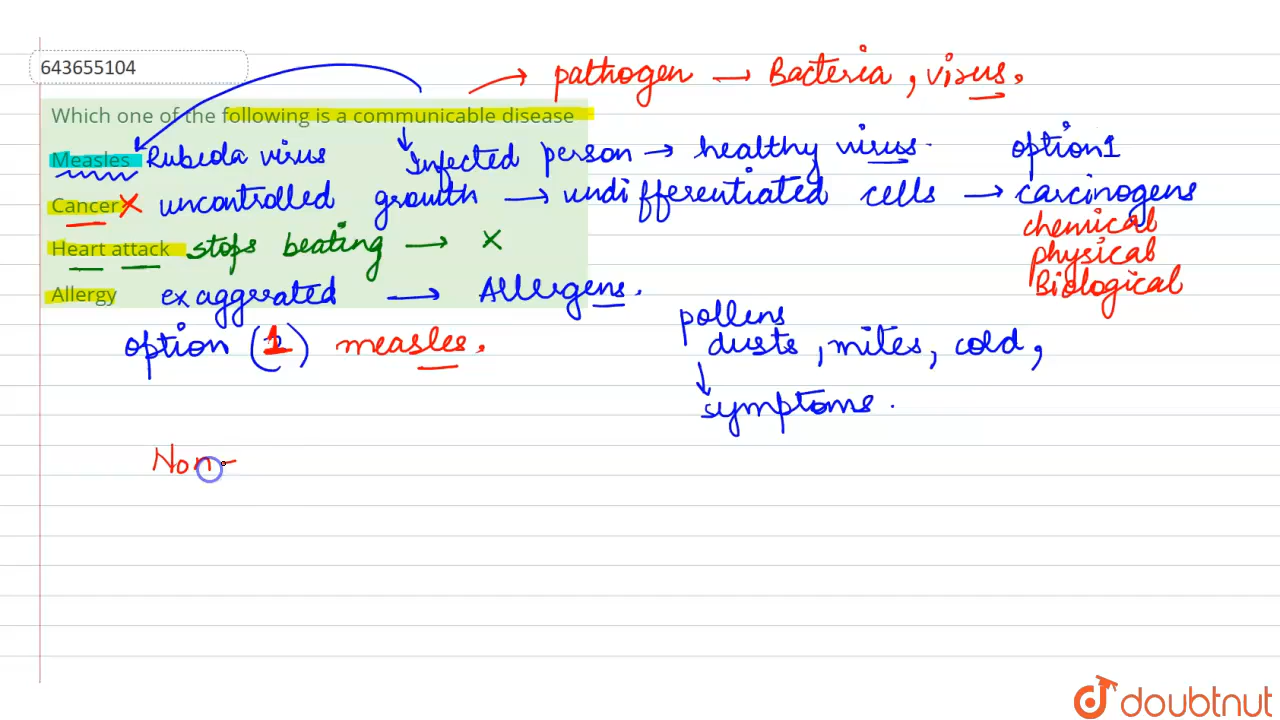 643655104
pathogen → Bacteria, virus.
Which one of the following is a communicable disease
Measles Rubeola virus Infected person → healthy virus. option 1
Cancer × uncontrolled growth → undifferentiated cells → carcinogens
chemical
physical
Biological
Heart attack stops beating → ×
Allergy exaggerated → Allergens.
pollens
dusts, mites, cold,
symptoms.
option (1) measles.
Non-
doubtnut